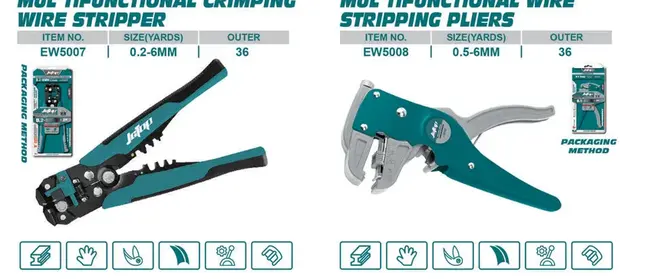 MUL TIFUNCTIONAL CRIMPING
WIRE STRIPPER
ITEM NO. SIZE(YARDS) OUTER
EW5007 0.2-6MM 36
PACKAGING METHOD
JeTop
MUL TIFUNCTIONAL WIRE
STRIPPING PLIERS
ITEM NO. SIZE(YARDS) OUTER
EW5008 0.5-6MM 36
PACKAGING
METHOD